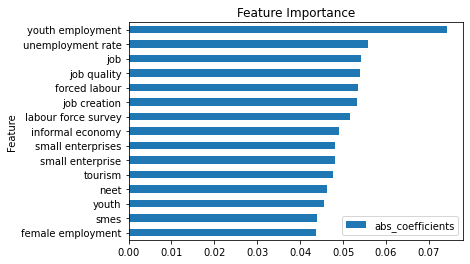 Feature Importance
youth employment
unemployment rate
job
job quality
forced labour
job creation
labour force survey
informal economy
small enterprises
small enterprise
tourism
neet
youth
smes
female employment
Feature
abs_coefficients
0.00 0.01 0.02 0.03 0.04 0.05 0.06 0.07